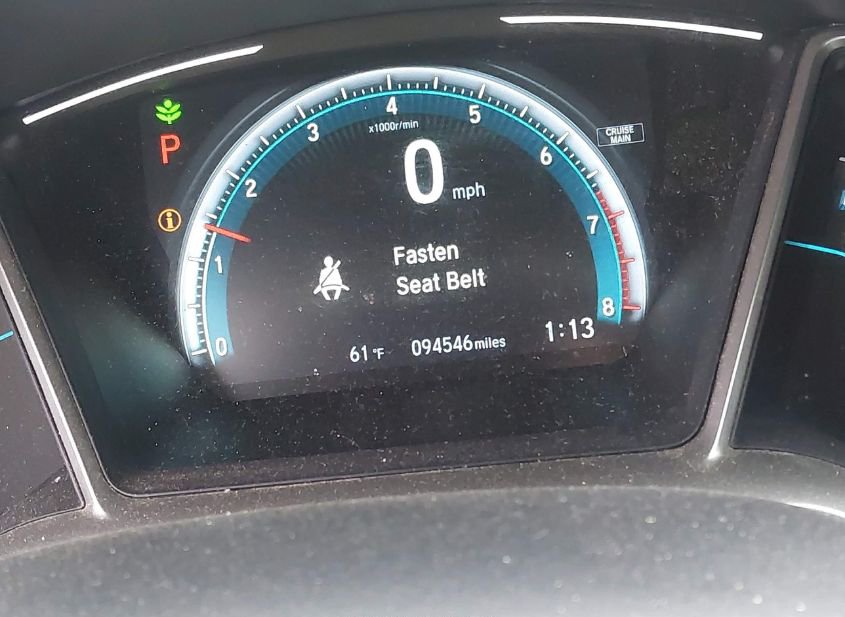 4
3
5
x1000r/min
CRUISE
MAIN
P
0
mph
6
2
7
Fasten
Seat Belt
1
8
0
61°F
094546 miles
1:13